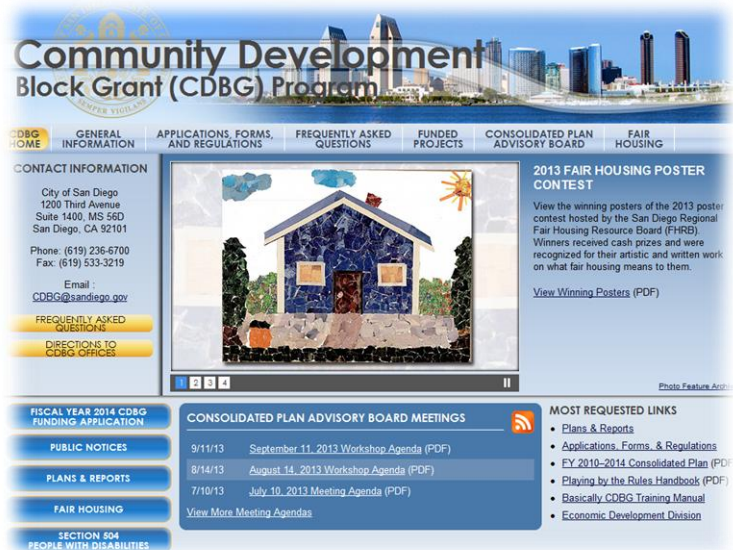 Community Development
Block Grant (CDBG) Program
SEMPER VIGILANS
CDBG HOME
GENERAL INFORMATION
APPLICATIONS, FORMS, AND REGULATIONS
FREQUENTLY ASKED QUESTIONS
FUNDED PROJECTS
CONSOLIDATED PLAN ADVISORY BOARD
FAIR HOUSING
CONTACT INFORMATION
City of San Diego
1200 Third Avenue
Suite 1400, MS 56D
San Diego, CA 92101
Phone: (619) 236-6700
Fax: (619) 533-3219
Email :
CDBG@sandiego.gov
FREQUENTLY ASKED
QUESTIONS
DIRECTIONS TO
CDBG OFFICES
1 2 3 4
2013 FAIR HOUSING POSTER
CONTEST
View the winning posters of the 2013 poster
contest hosted by the San Diego Regional
Fair Housing Resource Board (FHRB).
Winners received cash prizes and were
recognized for their artistic and written work
on what fair housing means to them.
View Winning Posters (PDF)
Photo Feature
FISCAL YEAR 2014 CDBG
FUNDING APPLICATION
PUBLIC NOTICES
PLANS & REPORTS
FAIR HOUSING
SECTION 504
PEOPLE WITH DISABILITIES
CONSOLIDATED PLAN ADVISORY BOARD MEETINGS
9/11/13 September 11, 2013 Workshop Agenda (PDF)
8/14/13 August 14, 2013 Workshop Agenda (PDF)
7/10/13 July 10, 2013 Meeting Agenda (PDF)
View More Meeting Agendas
MOST REQUESTED LINKS
Plans & Reports
Applications, Forms, & Regulations
FY 2010–2014 Consolidated Plan (PDF
Playing by the Rules Handbook (PDF)
Basically CDBG Training Manual
Economic Development Division